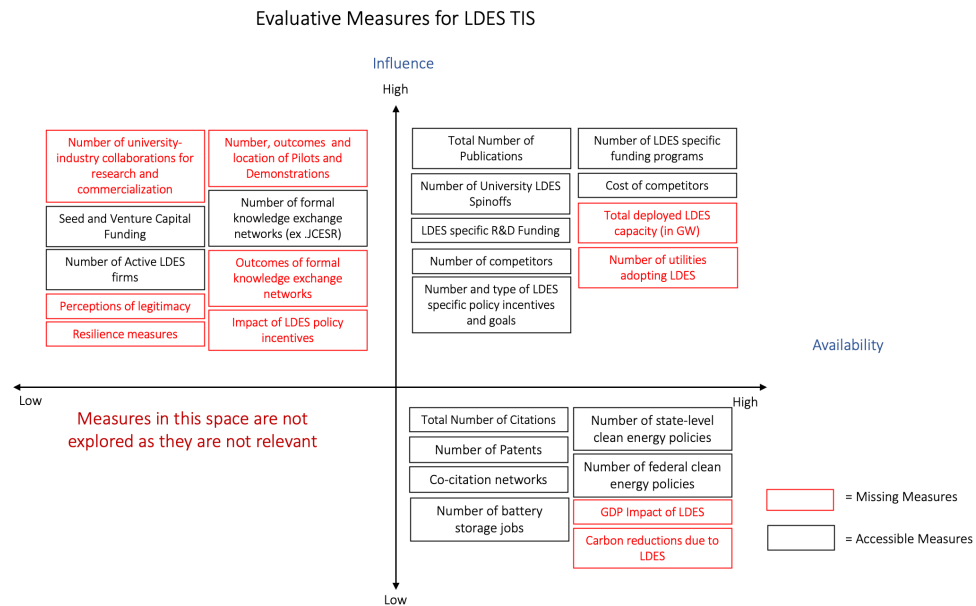 Evaluative Measures for LDES TIS
Influence
High
Number of university-
industry collaborations for
research and
commercialization
Seed and Venture Capital
Funding
Number of Active LDES
firms
Perceptions of legitimacy
Resilience measures
Number, outcomes and
location of Pilots and
Demonstrations
Number of formal
knowledge exchange
networks (ex .JCESR)
Outcomes of formal
knowledge exchange
networks
Impact of LDES policy
incentives
Total Number of
Publications
Number of University LDES
Spinoffs
LDES specific R&D Funding
Number of competitors
Number and type of LDES
specific policy incentives
and goals
Number of LDES specific
funding programs
Cost of competitors
Total deployed LDES
capacity (in GW)
Number of utilities
adopting LDES
Availability
Low
High
Measures in this space are not
explored as they are not relevant
Total Number of Citations
Number of Patents
Co-citation networks
Number of battery
storage jobs
Number of state-level
clean energy policies
Number of federal clean
energy policies
GDP Impact of LDES
Carbon reductions due to
LDES
= Missing Measures
= Accessible Measures
Low